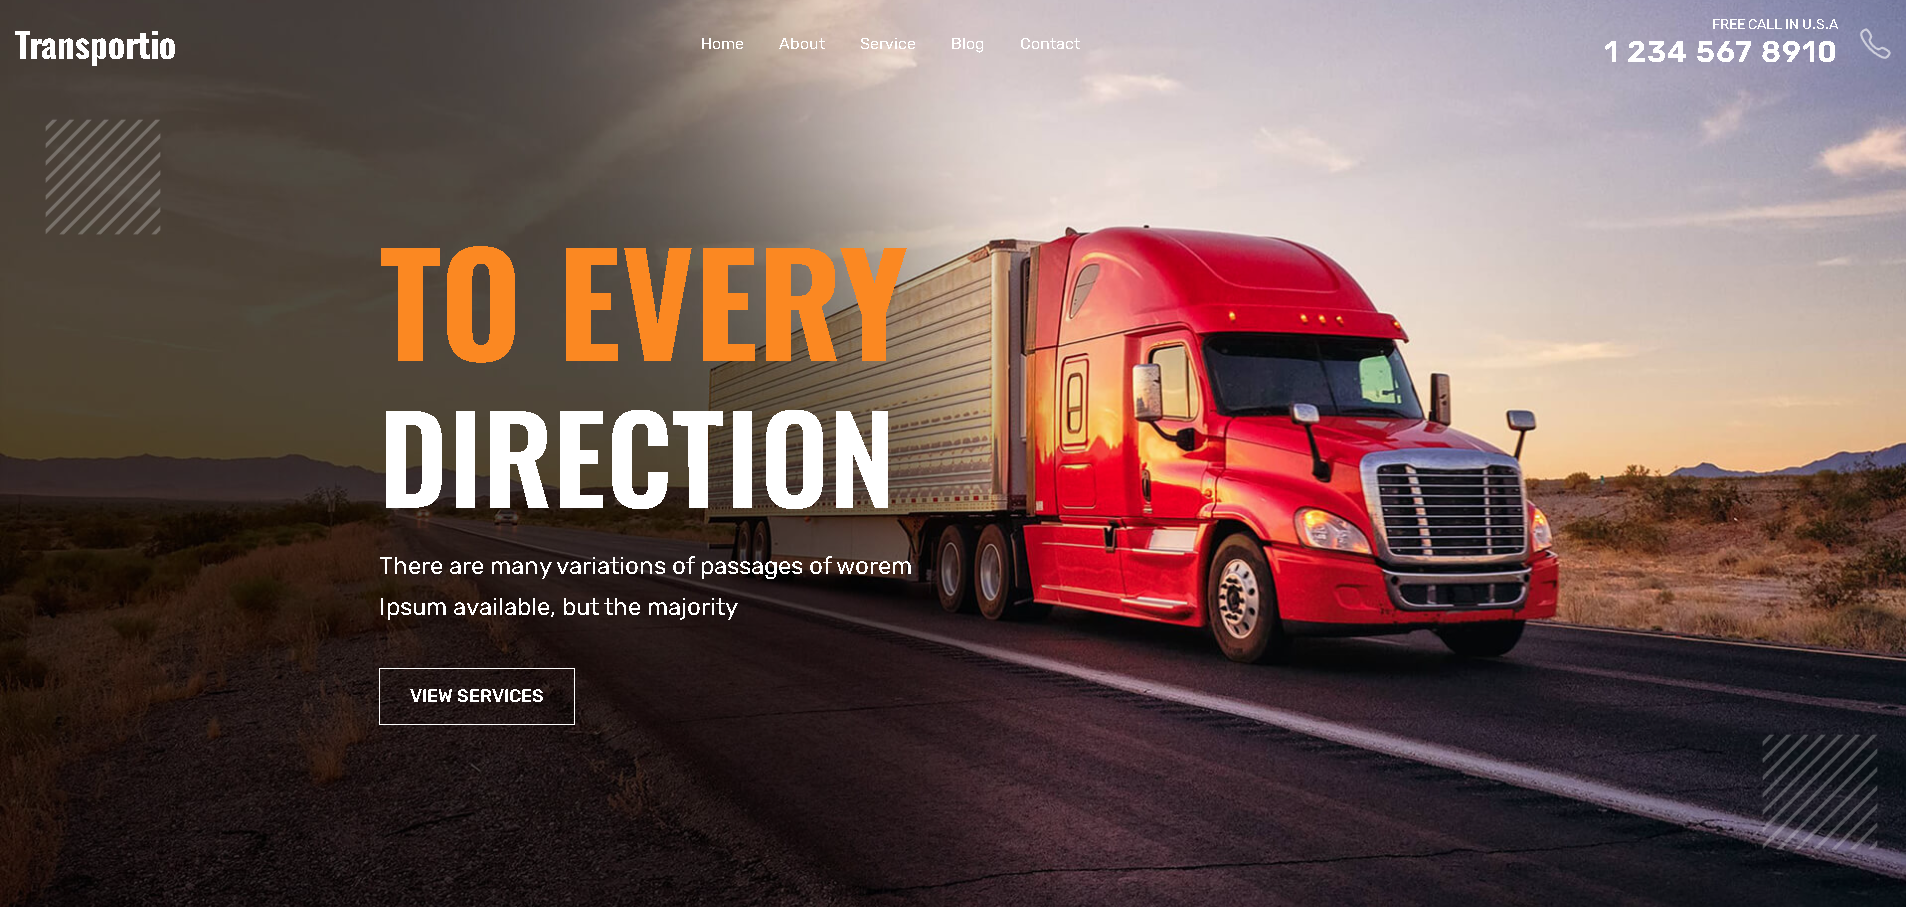 Transportio
Home About Service Blog Contact
FREE CALL IN U.S.A
1 234 567 8910
TO EVERY
DIRECTION
There are many variations of passages of worem
Ipsum available, but the majority
VIEW SERVICES